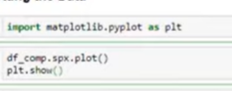 import matplotlib.pyplot as plt
df_comp.spx.plot()
plt.show()